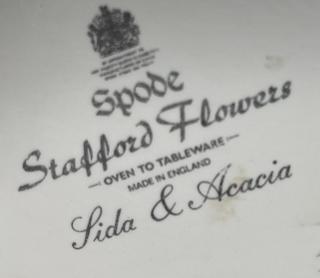 Spode
Stafford Flowers
— OVEN TO TABLEWARE —
MADE IN ENGLAND
Sida & Acacia